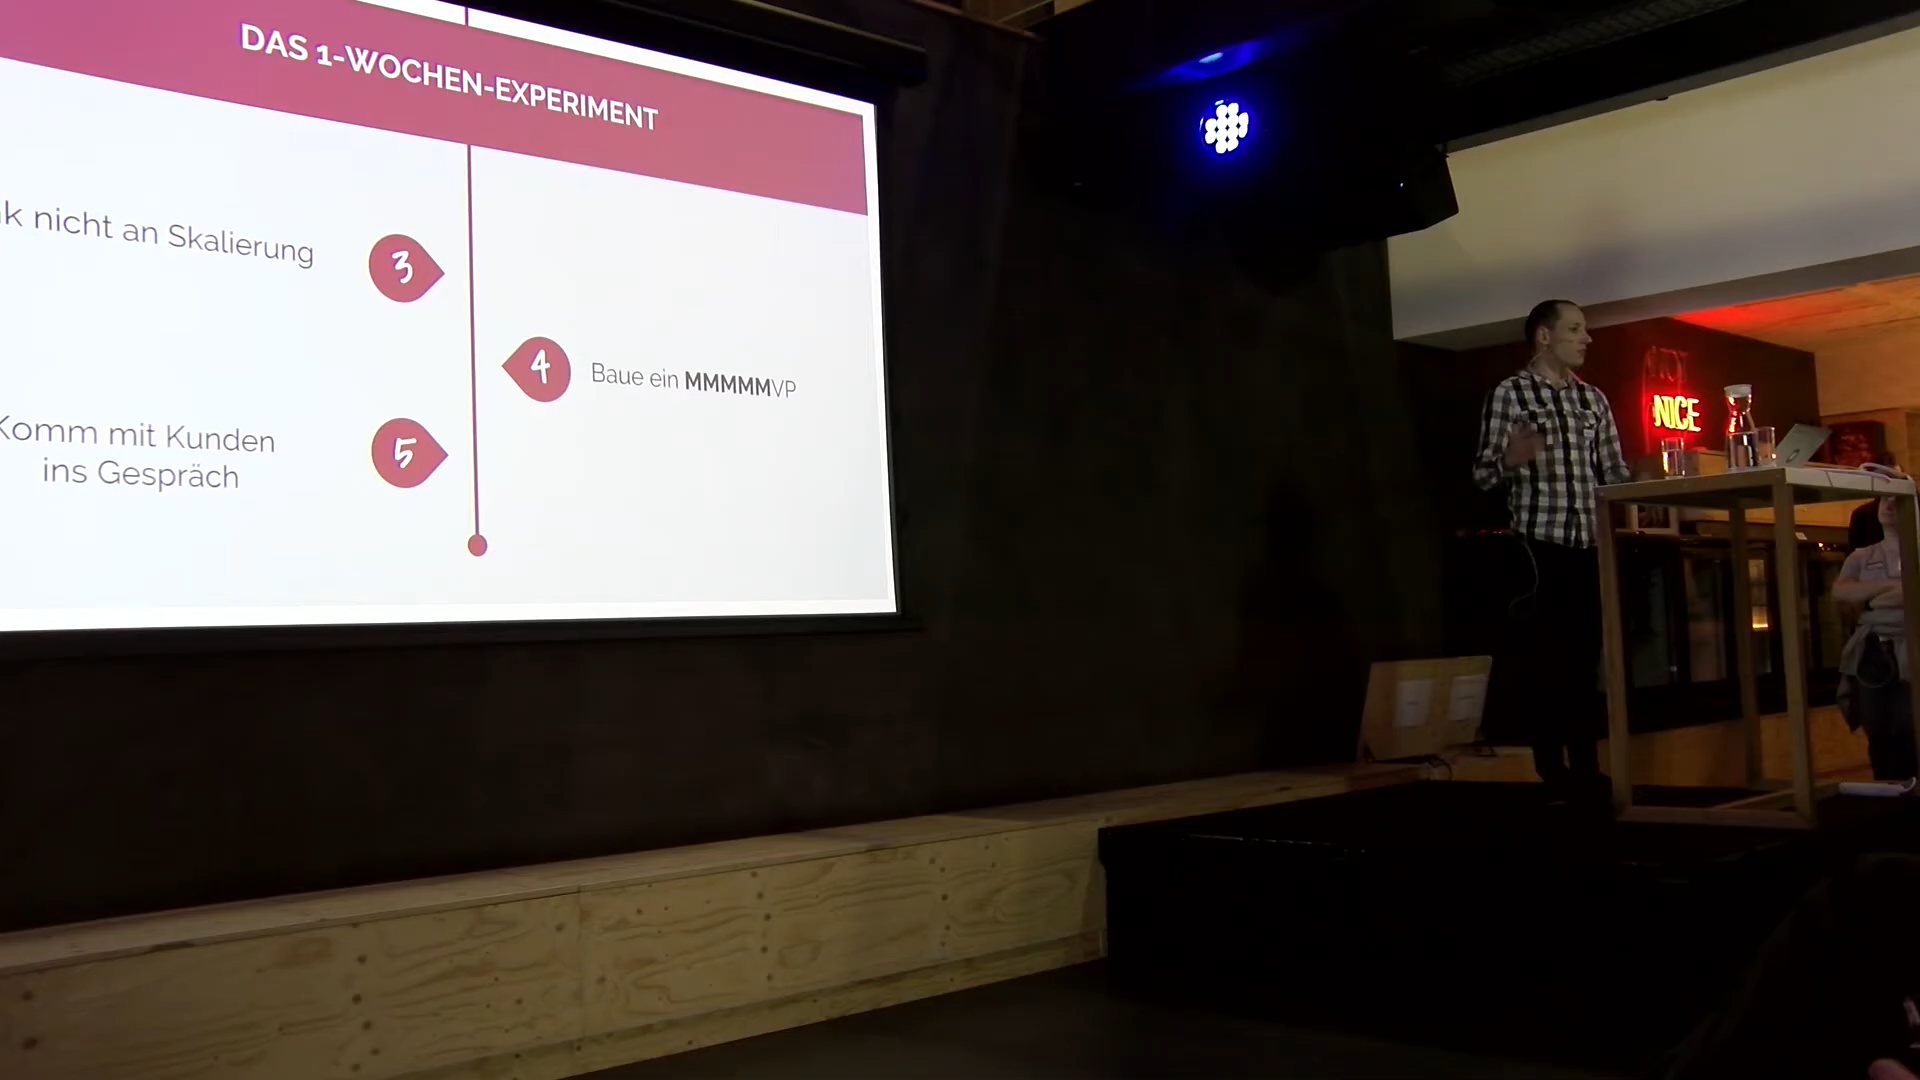 DAS 1-WOCHEN-EXPERIMENT
k nicht an Skalierung
3
4
Baue ein MMMMMVP
Komm mit Kunden
ins Gespräch
5
NICE